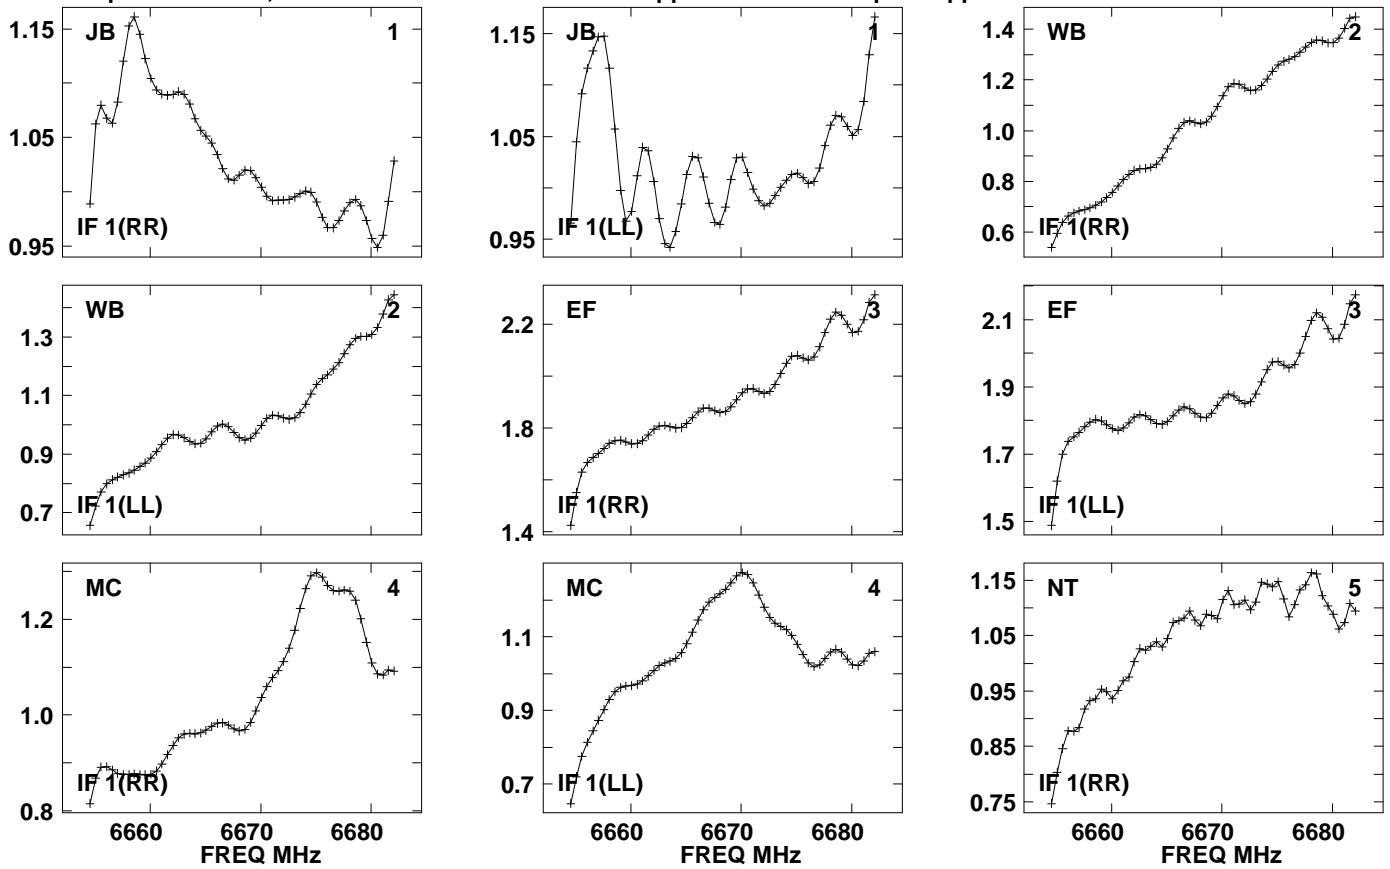 JB 1
1.15
1.05
0.95
IF 1(RR)
JB 1
1.15
1.05
0.95
IF 1(LL)
WB 2
1.4
1.2
1.0
0.8
0.6
IF 1(RR)
WB 2
1.3
1.1
0.9
0.7
IF 1(LL)
EF 3
2.2
1.8
1.4
IF 1(RR)
EF 3
2.1
1.9
1.7
1.5
IF 1(LL)
MC 4
1.2
1.0
0.8
IF 1(RR)
6660 6670 6680
FREQ MHz
MC 4
1.1
0.9
0.7
IF 1(LL)
6660 6670 6680
NT 5
1.15
1.05
0.95
0.85
0.75
IF 1(RR)
6660 6670 6680
FREQ MHz